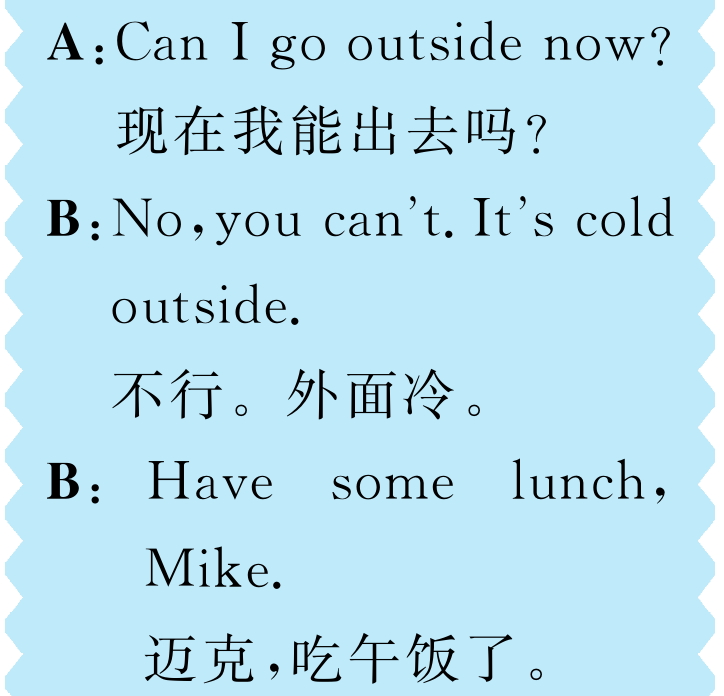 A:Can I go outside now?
现在我能出去吗?
B:No,you can't. It's cold
outside.
不行。外面冷。
B: Have some lunch,
Mike.
迈克,吃午饭了。